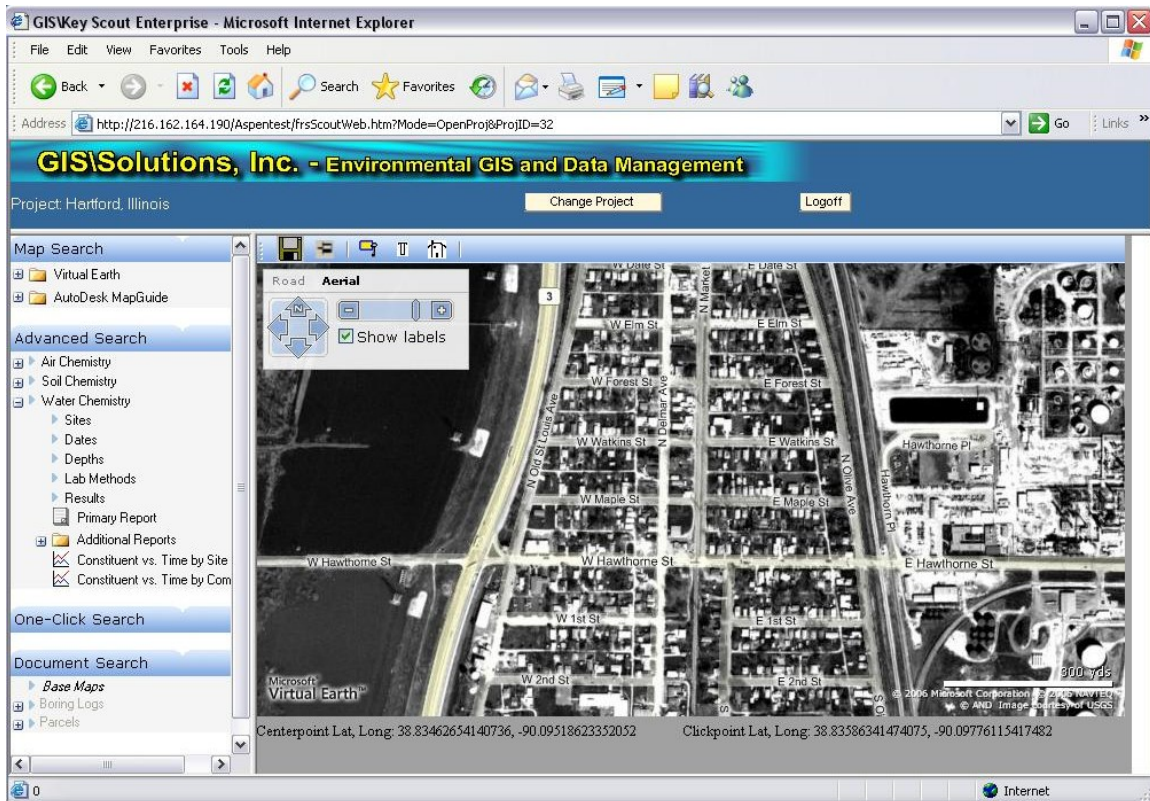 GIS\Key Scout Enterprise - Microsoft Internet Explorer
File Edit View Favorites Tools Help
Back Search Favorites
Address http://216.162.164.190/Aspentest/frsScoutWeb.htm?Mode=OpenProj&ProjID=32 Go Links »
GIS\Solutions, Inc. - Environmental GIS and Data Management
Project: Hartford, Illinois Change Project Logoff
Map Search
Virtual Earth
AutoDesk MapGuide
Advanced Search
Air Chemistry
Soil Chemistry
Water Chemistry
Sites
Dates
Depths
Lab Methods
Results
Primary Report
Additional Reports
Constituent vs. Time by Site
Constituent vs. Time by Com
One-Click Search
Document Search
Base Maps
Boring Logs
Parcels
Road Aerial
N
Show labels
3
W Date St E Date St
N Market
W Elm St E Elm St
W Forest St E Forest St
N Delmar Ave
N Old St Louis Ave
W Watkins St E Watkins St
Hawthorne Pl
N Olive Ave
Hawthorn Pl
W Maple St E Maple St
W Hawthorne St W Hawthorne St E Hawthorne St
W 1st St E 1st St
W 2nd St E 2nd St
Microsoft
Virtual Earth™
300 yds
© 2006 Microsoft Corporation © 2006 NAVTEQ
© AND Image courtesy of USGS
Centerpoint Lat, Long: 38.83462654140736, -90.09518623352052 Clickpoint Lat, Long: 38.83586341474075, -90.09776115417482
0 Internet